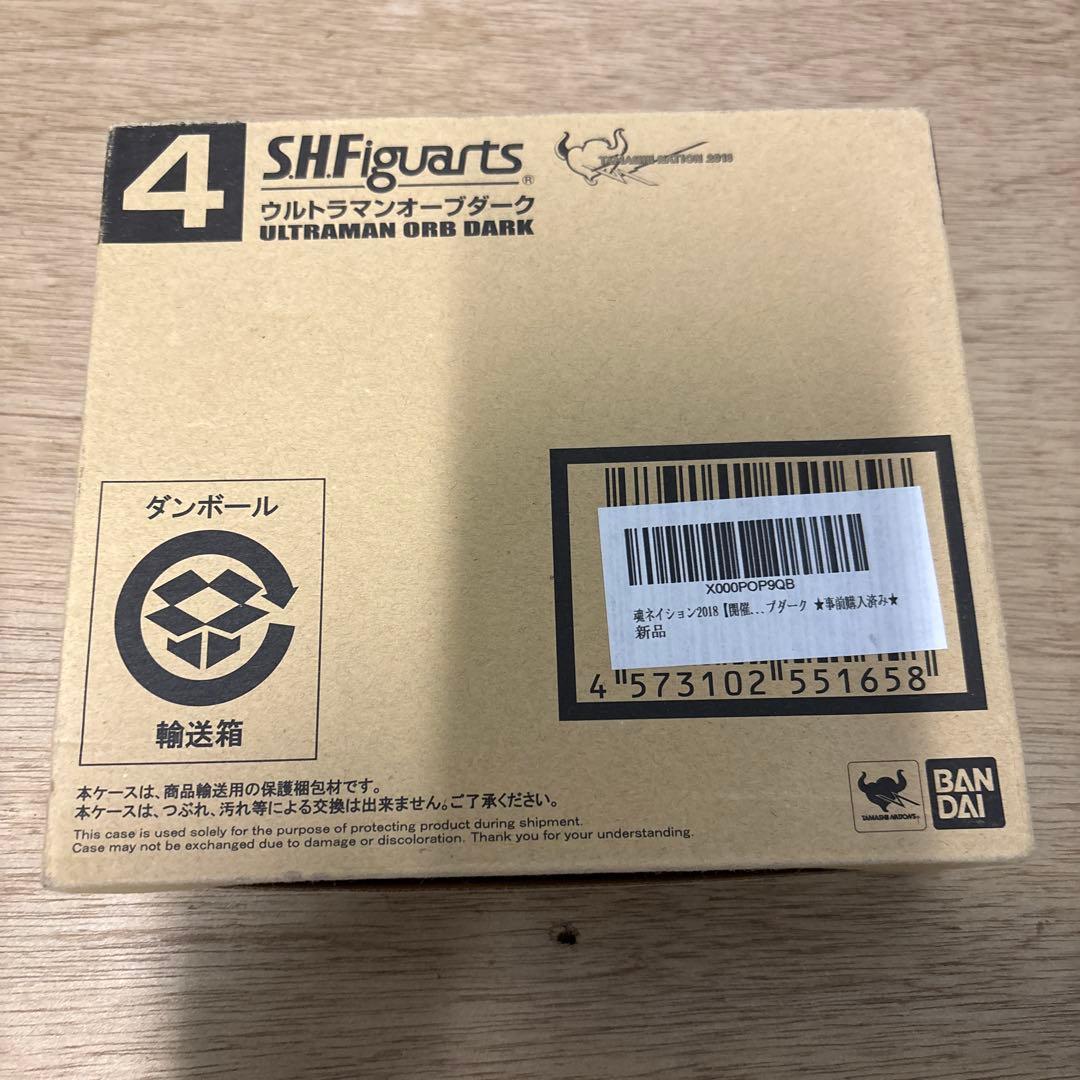 4
S.H.Figuarts®
TAMASHII NATION 2018
ウルトラマンオーブダーク
ULTRAMAN ORB DARK
ダンボール
輸送箱
X000POP9QB
魂ネイション2018【開催...ブダーク ★事前購入済み★
新品
4 573102 551658
本ケースは、商品輸送用の保護梱包材です。
本ケースは、つぶれ、汚れ等による交換は出来ません。ご了承ください。
This case is used solely for the purpose of protecting product during shipment.
Case may not be exchanged due to damage or discoloration. Thank you for your understanding.
TAMASHII NATIONS
BAN
DAI